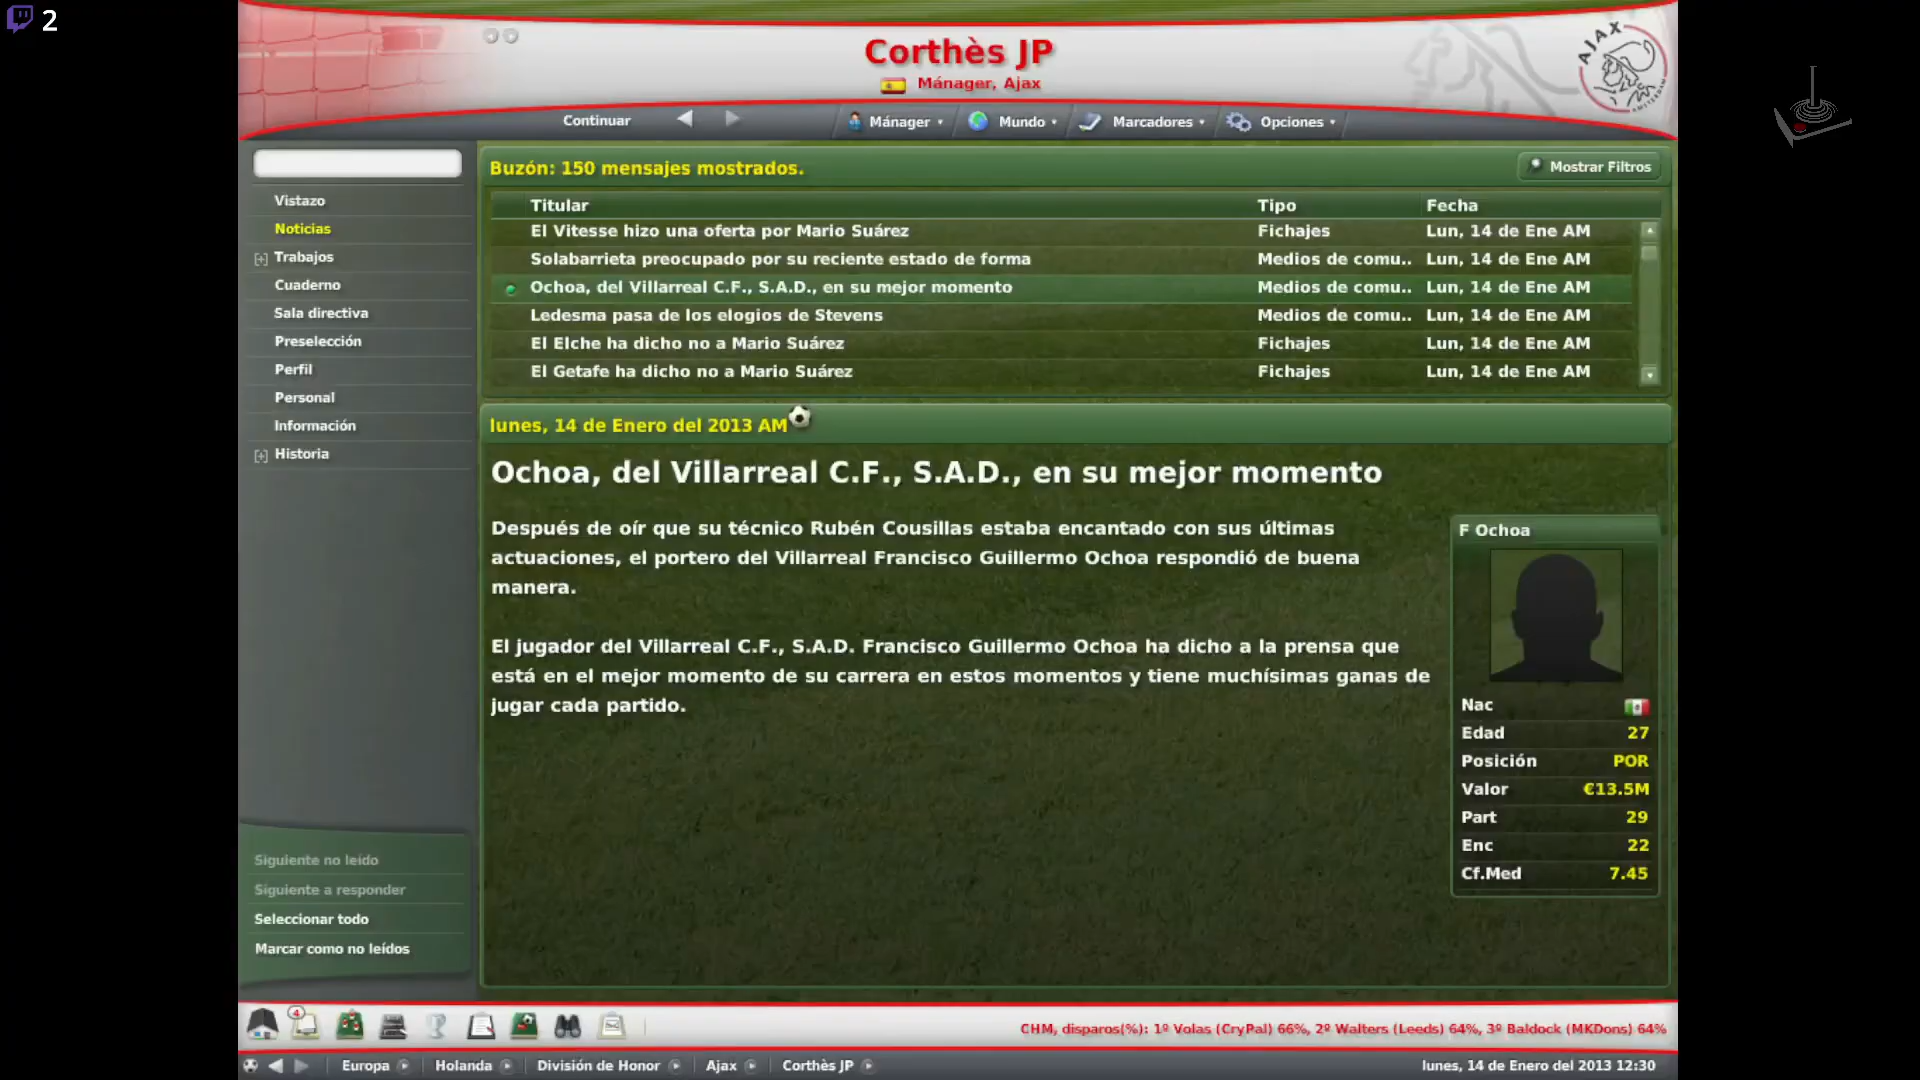 2
Corthès JP
Mánager, Ajax
AJAX
Continuar
Mánager
Mundo
Marcadores
Opciones
Vistazo
Noticias
[+] Trabajos
Cuaderno
Sala directiva
Preselección
Perfil
Personal
Información
[+] Historia
Buzón: 150 mensajes mostrados.
Mostrar Filtros
Titular Tipo Fecha
El Vitesse hizo una oferta por Mario Suárez Fichajes Lun, 14 de Ene AM
Solabarrieta preocupado por su reciente estado de forma Medios de comu.. Lun, 14 de Ene AM
Ochoa, del Villarreal C.F., S.A.D., en su mejor momento Medios de comu.. Lun, 14 de Ene AM
Ledesma pasa de los elogios de Stevens Medios de comu.. Lun, 14 de Ene AM
El Elche ha dicho no a Mario Suárez Fichajes Lun, 14 de Ene AM
El Getafe ha dicho no a Mario Suárez Fichajes Lun, 14 de Ene AM
lunes, 14 de Enero del 2013 AM
Ochoa, del Villarreal C.F., S.A.D., en su mejor momento
Después de oír que su técnico Rubén Cousillas estaba encantado con sus últimas
actuaciones, el portero del Villarreal Francisco Guillermo Ochoa respondió de buena
manera.
El jugador del Villarreal C.F., S.A.D. Francisco Guillermo Ochoa ha dicho a la prensa que
está en el mejor momento de su carrera en estos momentos y tiene muchísimas ganas de
jugar cada partido.
F Ochoa
Nac
Edad 27
Posición POR
Valor €13.5M
Part 29
Enc 22
Cf.Med 7.45
Siguiente no leído
Siguiente a responder
Seleccionar todo
Marcar como no leídos
4
CHM, disparos(%): 1º Volas (CryPal) 66%, 2º Walters (Leeds) 64%, 3º Baldock (MKDons) 64%
Europa
Holanda
División de Honor
Ajax
Corthès JP
lunes, 14 de Enero del 2013 12:30